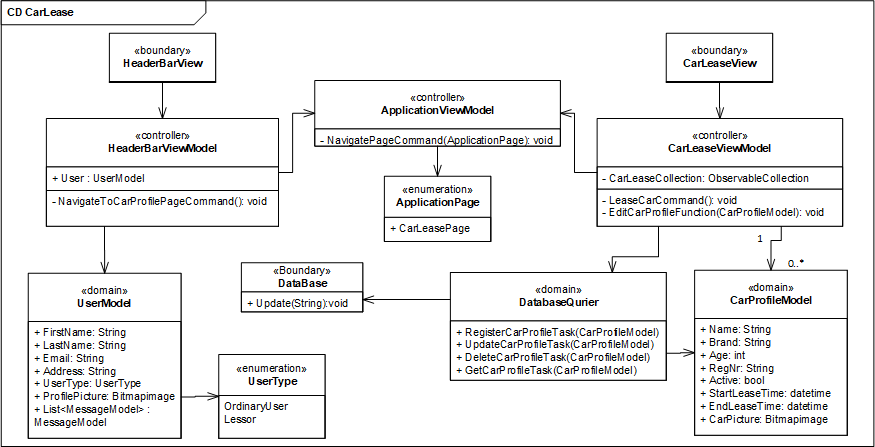 CD CarLease
«boundary»
HeaderBarView
«boundary»
CarLeaseView
«controller»
ApplicationViewModel
- NavigatePageCommand(ApplicationPage): void
«controller»
HeaderBarViewModel
+ User : UserModel
- NavigateToCarProfilePageCommand(): void
«controller»
CarLeaseViewModel
- CarLeaseCollection: ObservableCollection
- LeaseCarCommand(): void
- EditCarProfileFunction(CarProfileModel): void
«enumeration»
ApplicationPage
+ CarLeasePage
1
0..*
«domain»
UserModel
+ FirstName: String
+ LastName: String
+ Email: String
+ Address: String
+ UserType: UserType
+ ProfilePicture: Bitmapimage
+ List<MessageModel> :
MessageModel
«Boundary»
DataBase
+ Update(String):void
«domain»
DatabaseQurier
+ RegisterCarProfileTask(CarProfileModel)
+ UpdateCarProfileTask(CarProfileModel)
+ DeleteCarProfileTask(CarProfileModel)
+ GetCarProfileTask(CarProfileModel)
«domain»
CarProfileModel
+ Name: String
+ Brand: String
+ Age: int
+ RegNr: String
+ Active: bool
+ StartLeaseTime: datetime
+ EndLeaseTime: datetime
+ CarPicture: Bitmapimage
«enumeration»
UserType
OrdinaryUser
Lessor